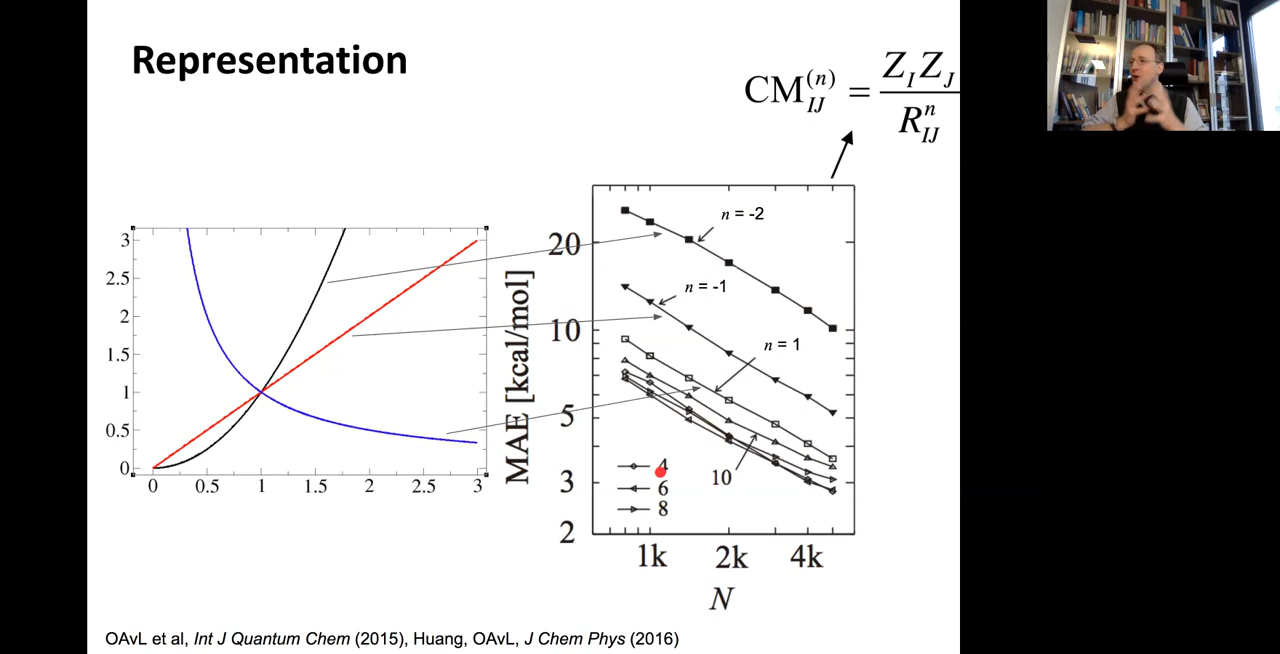 Representation
CM_{IJ}^{(n)} = \frac{Z_I Z_J}{R_{IJ}^n}
3
2.5
2
1.5
1
0.5
0
0 0.5 1 1.5 2 2.5 3
MAE [kcal/mol]
20
10
5
3
2
n = -2
n = -1
n = 1
10
4
6
8
1k 2k 4k
N
OAvL et al, Int J Quantum Chem (2015), Huang, OAvL, J Chem Phys (2016)